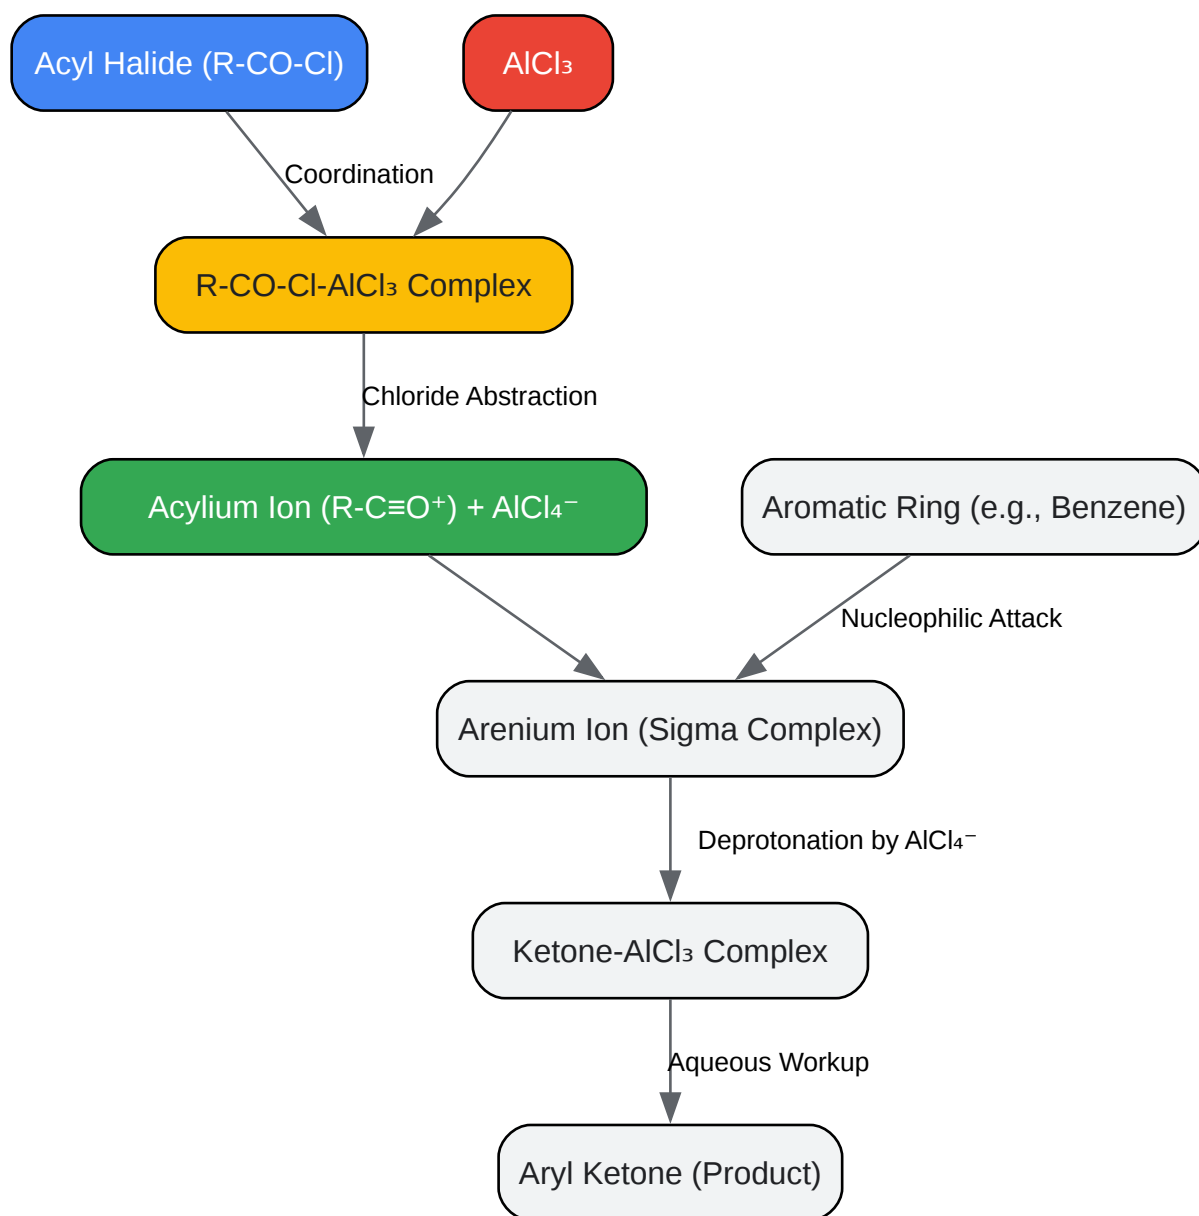 Acyl Halide (R-CO-Cl)
AlCl₃
Coordination
R-CO-Cl-AlCl₃ Complex
Chloride Abstraction
Acylium Ion (R-C≡O⁺) + AlCl₄⁻
Aromatic Ring (e.g., Benzene)
Nucleophilic Attack
Arenium Ion (Sigma Complex)
Deprotonation by AlCl₄⁻
Ketone-AlCl₃ Complex
Aqueous Workup
Aryl Ketone (Product)